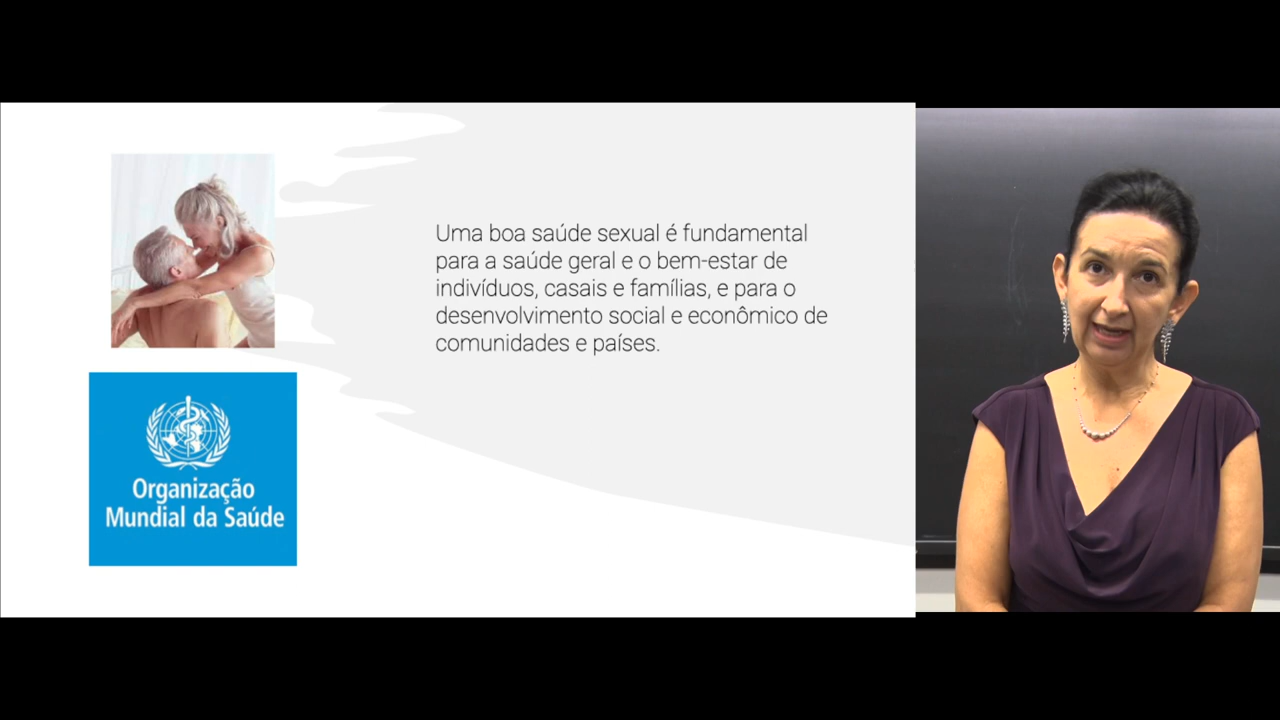 Uma boa saúde sexual é fundamental
para a saúde geral e o bem-estar de
indivíduos, casais e famílias, e para o
desenvolvimento social e econômico de
comunidades e países.
Organização
Mundial da Saúde